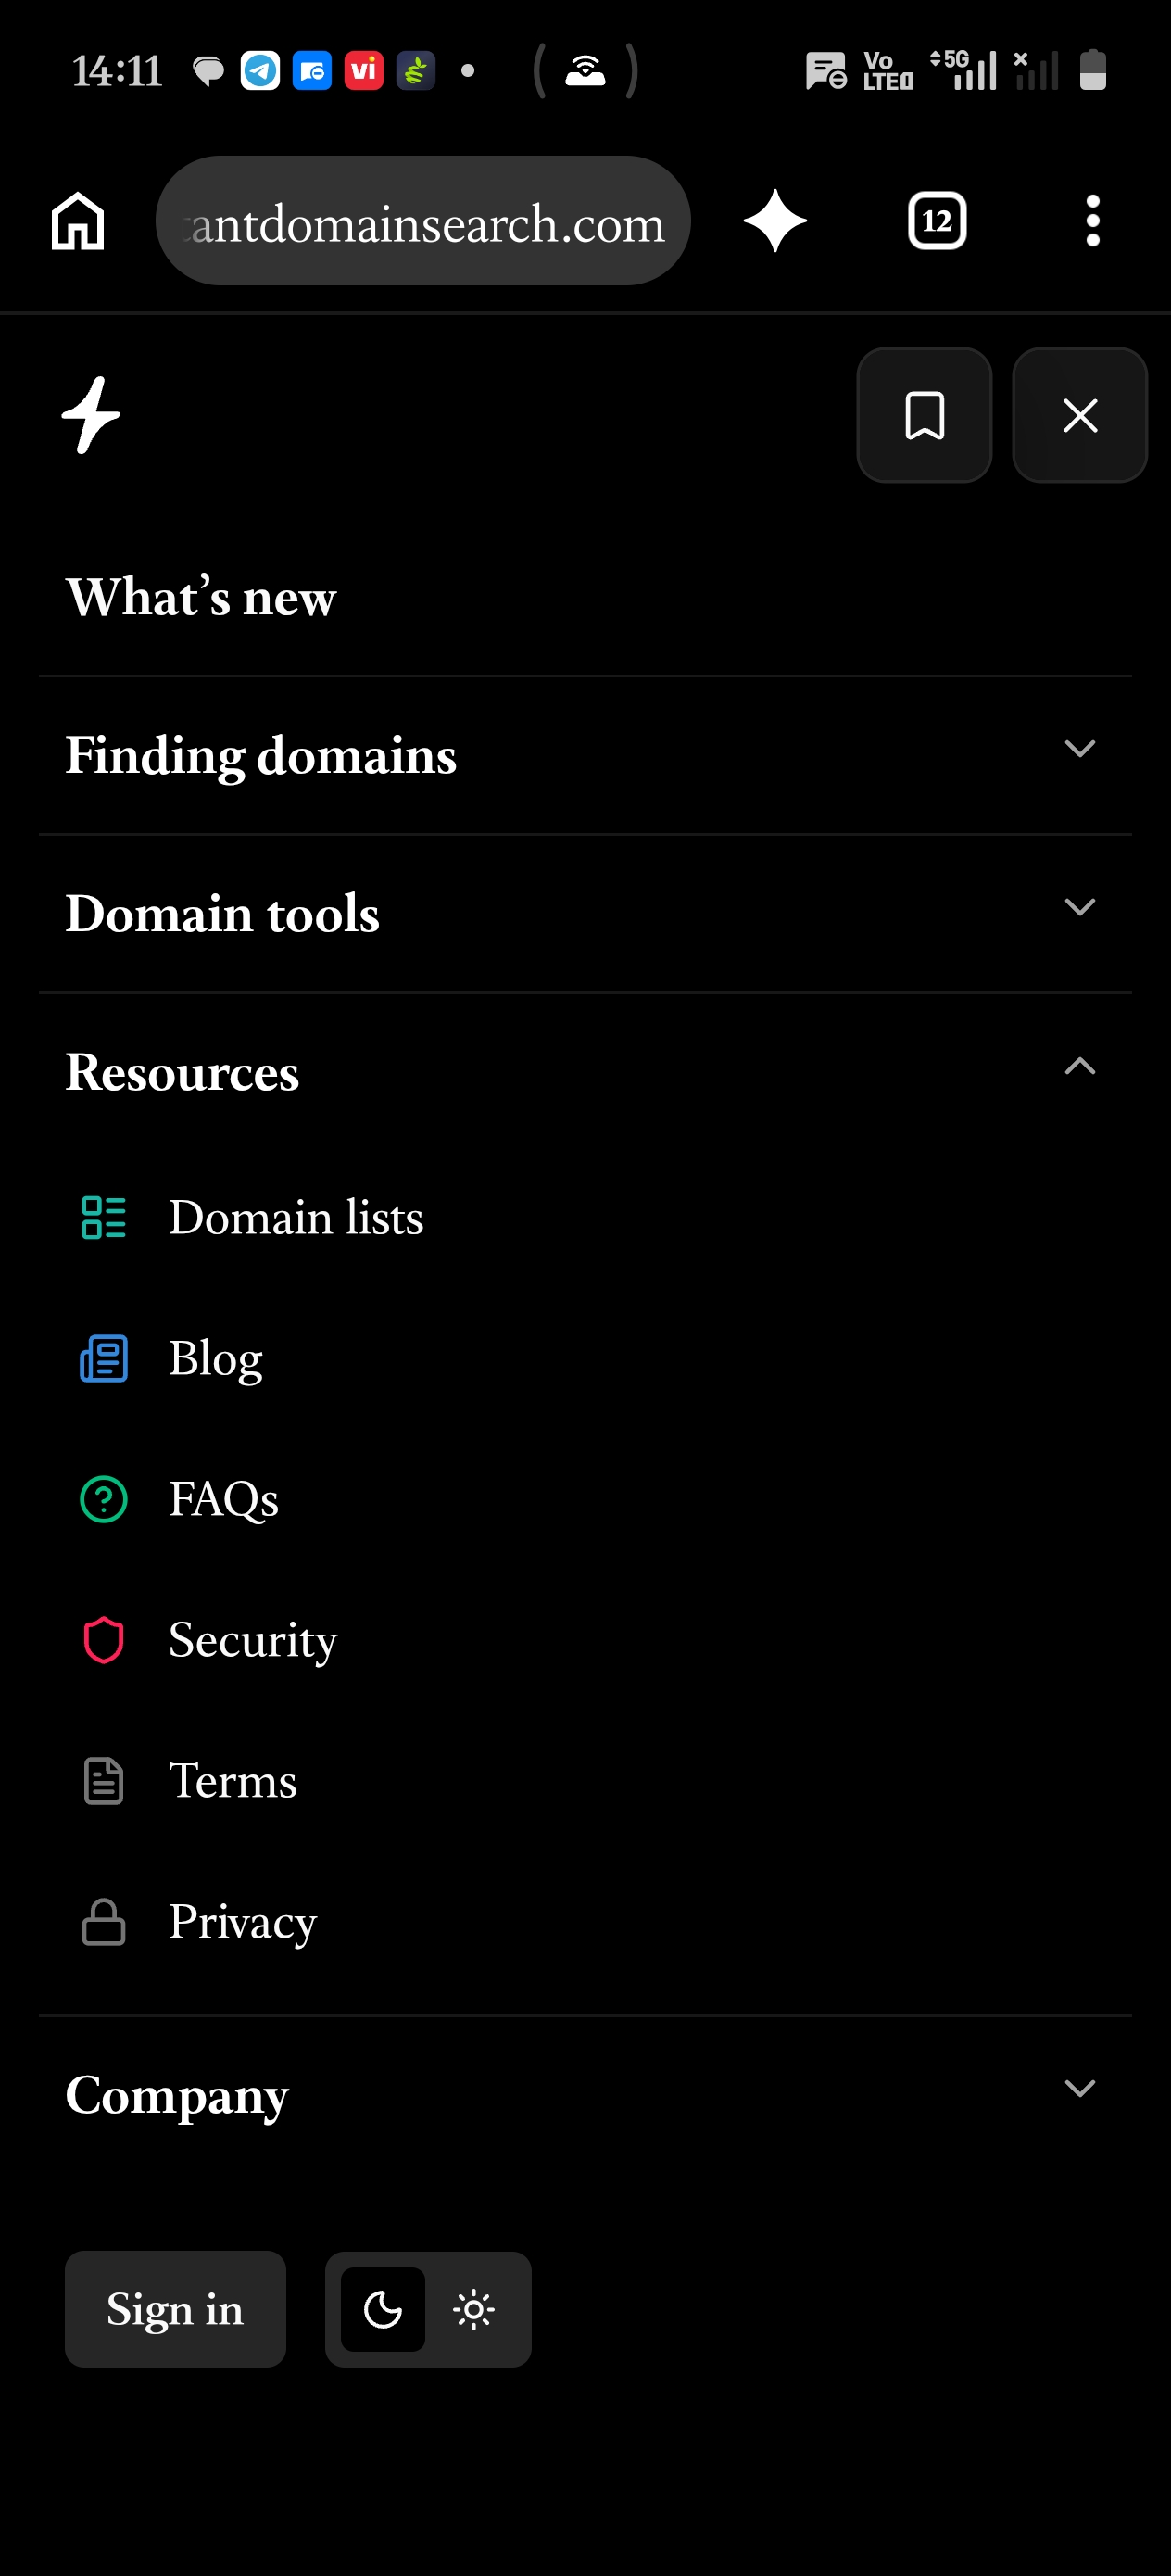 14:11
vi
Vo
LTE
5G
antdomainsearch.com
12
What’s new
Finding domains
Domain tools
Resources
Domain lists
Blog
FAQs
Security
Terms
Privacy
Company
Sign in